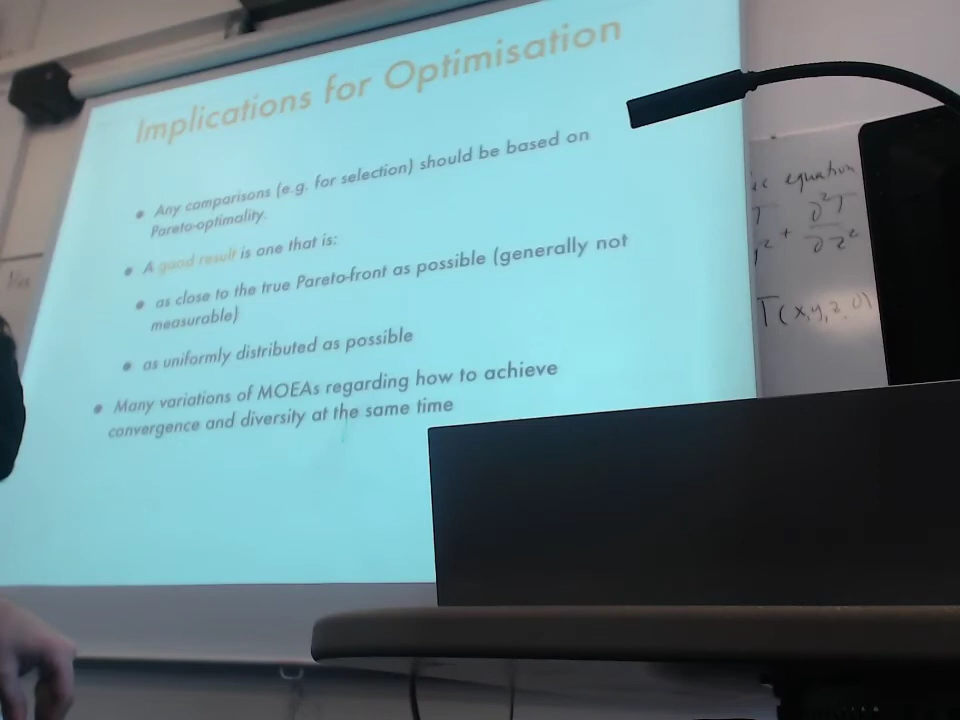 Implications for Optimisation
• Any comparisons (e.g. for selection) should be based on
Pareto-optimality.
• A good result is one that is:
• as close to the true Pareto-front as possible (generally not
measurable)
• as uniformly distributed as possible
• Many variations of MOEAs regarding how to achieve
convergence and diversity at the same time
equation
+ ∂²T
∂z²
T(x,y,z,0)